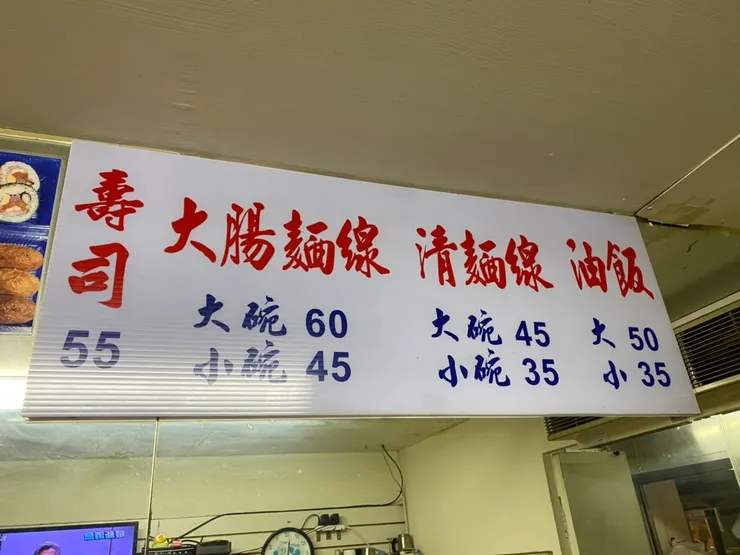 壽司
55
大腸麵線
大碗 60
小碗 45
清麵線
大碗 45
小碗 35
油飯
大 50
小 35